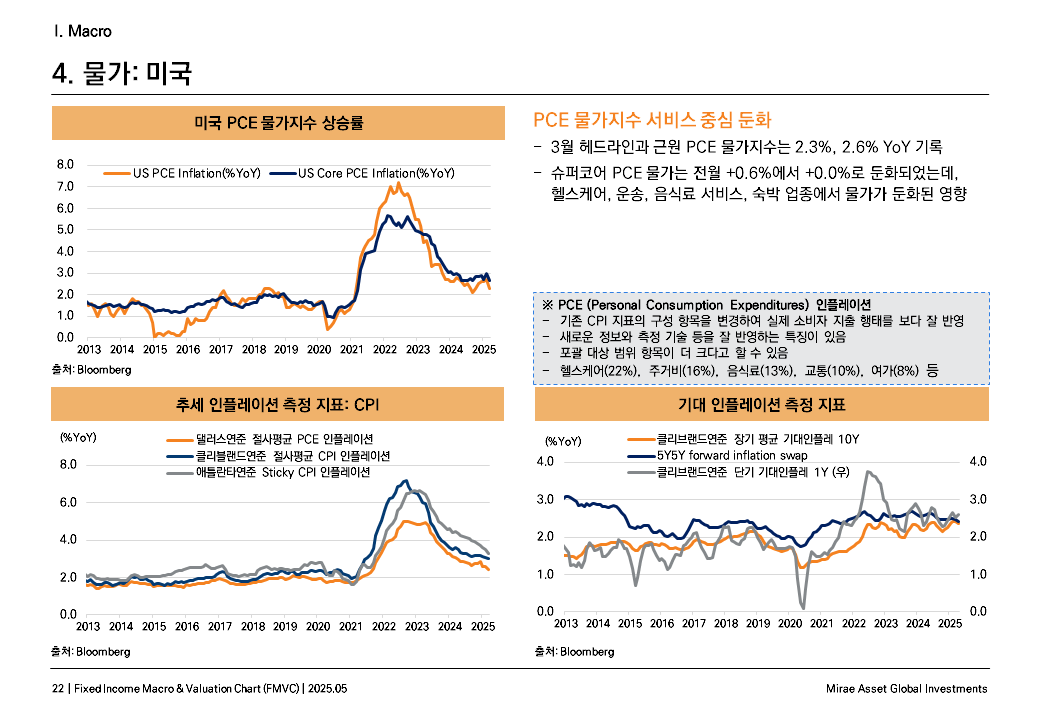 I. Macro
4. 물가: 미국
미국 PCE 물가지수 상승률
8.0
7.0
6.0
5.0
4.0
3.0
2.0
1.0
0.0
US PCE Inflation(%YoY)
US Core PCE Inflation(%YoY)
2013 2014 2015 2016 2017 2018 2019 2020 2021 2022 2023 2024 2025
출처: Bloomberg
PCE 물가지수 서비스 중심 둔화
- 3월 헤드라인과 근원 PCE 물가지수는 2.3%, 2.6% YoY 기록
- 슈퍼코어 PCE 물가는 전월 +0.6%에서 +0.0%로 둔화되었는데,
헬스케어, 운송, 음식료 서비스, 숙박 업종에서 물가가 둔화된 영향
※ PCE (Personal Consumption Expenditures) 인플레이션
- 기존 CPI 지표의 구성 항목을 변경하여 실제 소비자 지출 행태를 보다 잘 반영
- 새로운 정보와 측정 기술 등을 잘 반영하는 특징이 있음
- 포괄 대상 범위 항목이 더 크다고 할 수 있음
- 헬스케어(22%), 주거비(16%), 음식료(13%), 교통(10%), 여가(8%) 등
추세 인플레이션 측정 지표: CPI
(%YoY)
댈러스연준 절사평균 PCE 인플레이션
클리블랜드연준 절사평균 CPI 인플레이션
애틀란타연준 Sticky CPI 인플레이션
8.0
6.0
4.0
2.0
0.0
2013 2014 2015 2016 2017 2018 2019 2020 2021 2022 2023 2024 2025
출처: Bloomberg
기대 인플레이션 측정 지표
(%YoY)
클리브랜드연준 장기 평균 기대인플레 10Y
5Y5Y forward inflation swap
클리브랜드연준 단기 기대인플레 1Y (우)
4.0
3.0
2.0
1.0
0.0
4.0
3.0
2.0
1.0
0.0
2013 2014 2015 2016 2017 2018 2019 2020 2021 2022 2023 2024 2025
출처: Bloomberg
22 | Fixed Income Macro & Valuation Chart (FMVC) | 2025.05
Mirae Asset Global Investments